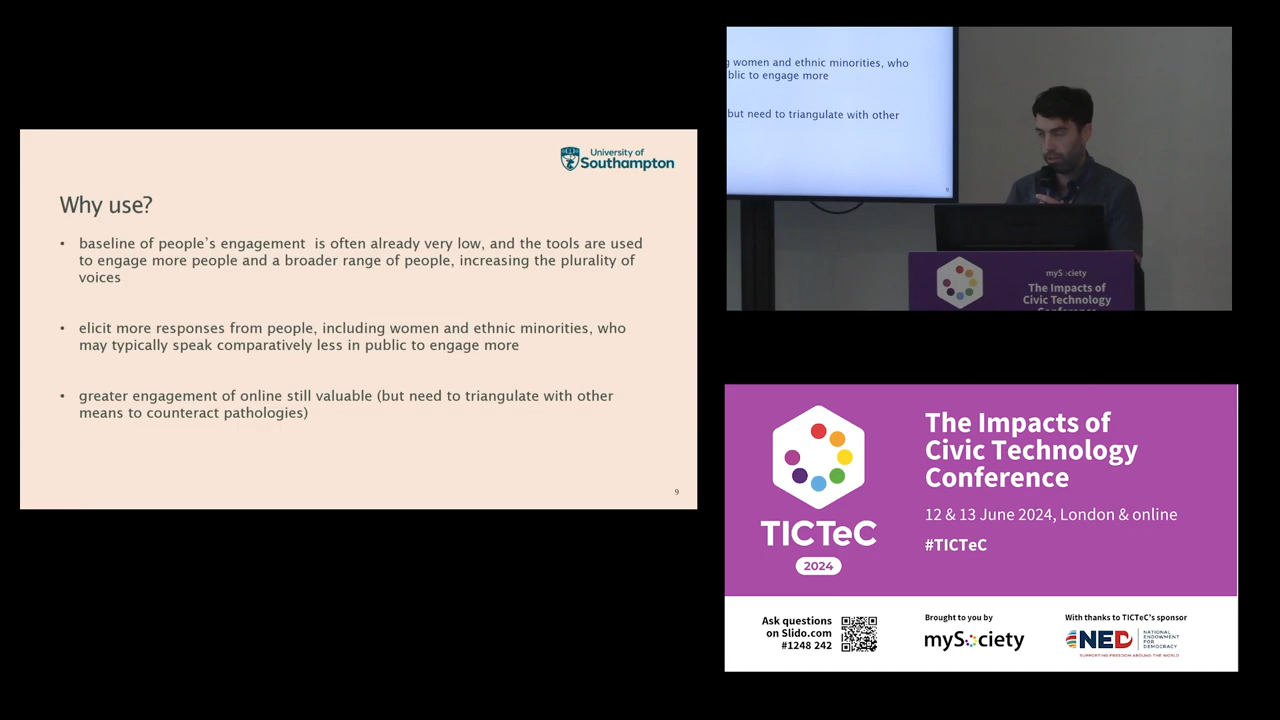 University of
Southampton
Why use?
• baseline of people's engagement  is often already very low, and the tools are used
to engage more people and a broader range of people, increasing the plurality of
voices
• elicit more responses from people, including women and ethnic minorities, who
may typically speak comparatively less in public to engage more
• greater engagement of online still valuable (but need to triangulate with other
means to counteract pathologies)
9
women and ethnic minorities, who
blic to engage more
but need to triangulate with other
9
mySociety
The Impacts of
Civic Technology
Conference
TICTeC
2024
The Impacts of
Civic Technology
Conference
12 & 13 June 2024, London & online
#TICTeC
Ask questions
on Slido.com
#1248 242
Brought to you by
mySociety
With thanks to TICTeC's sponsor
NED
NATIONAL
ENDOWMENT
FOR
DEMOCRACY
SUPPORTING FREEDOM AROUND THE WORLD